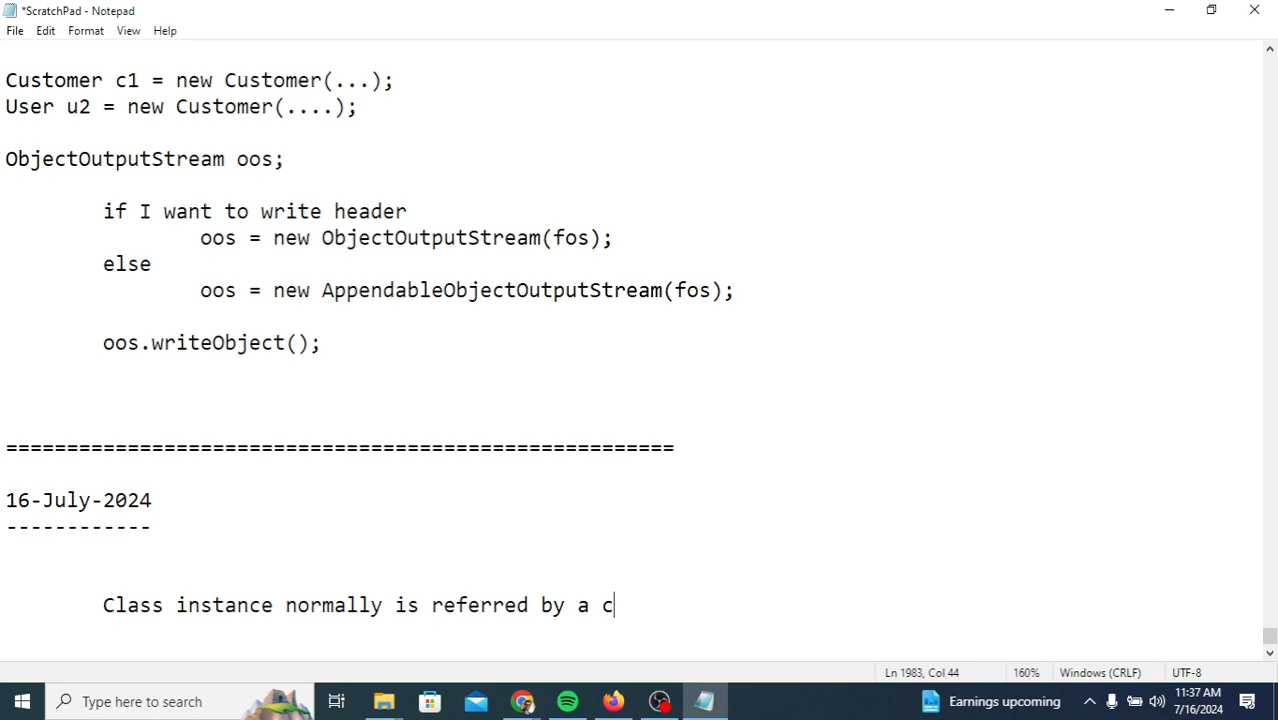 *ScratchPad - Notepad
File Edit Format View Help
Customer c1 = new Customer(...);
User u2 = new Customer(....);
ObjectOutputStream oos;
if I want to write header
oos = new ObjectOutputStream(fos);
else
oos = new AppendableObjectOutputStream(fos);
oos.writeObject();
=======================================================
16-July-2024
------------
Class instance normally is referred by a c
Ln 1983, Col 44 160% Windows (CRLF) UTF-8
Type here to search Earnings upcoming 11:37 AM
7/16/2024